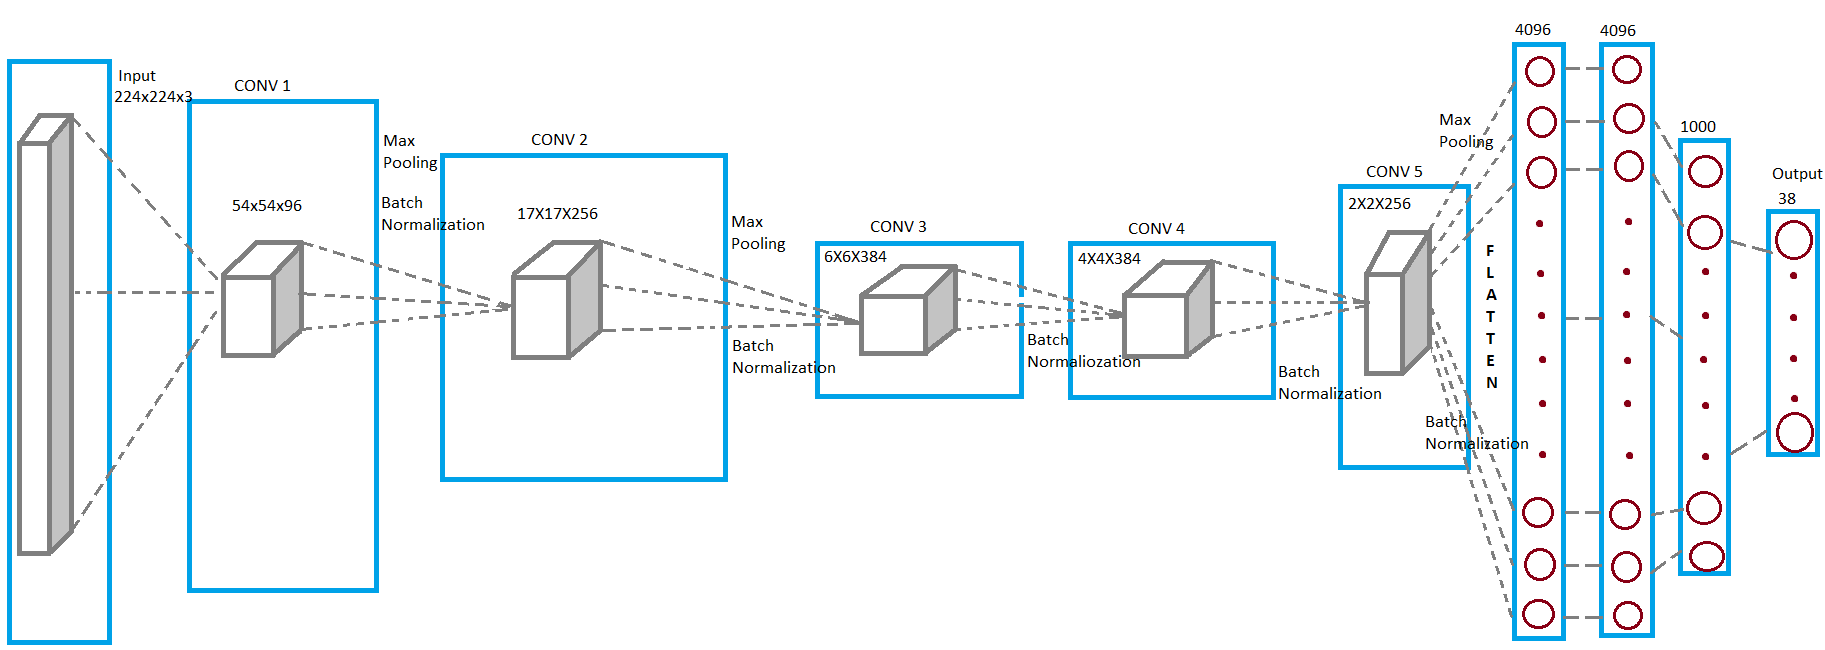 Input
224x224x3
CONV 1
54x54x96
Max
Pooling
Batch
Normalization
CONV 2
17X17X256
Max
Pooling
Batch
Normalization
CONV 3
6X6X384
Batch
Normaliozation
CONV 4
4X4X384
Batch
Normalization
CONV 5
2X2X256
Max
Pooling
Batch
Normalization
F
L
A
T
T
E
N
4096
4096
1000
Output
38